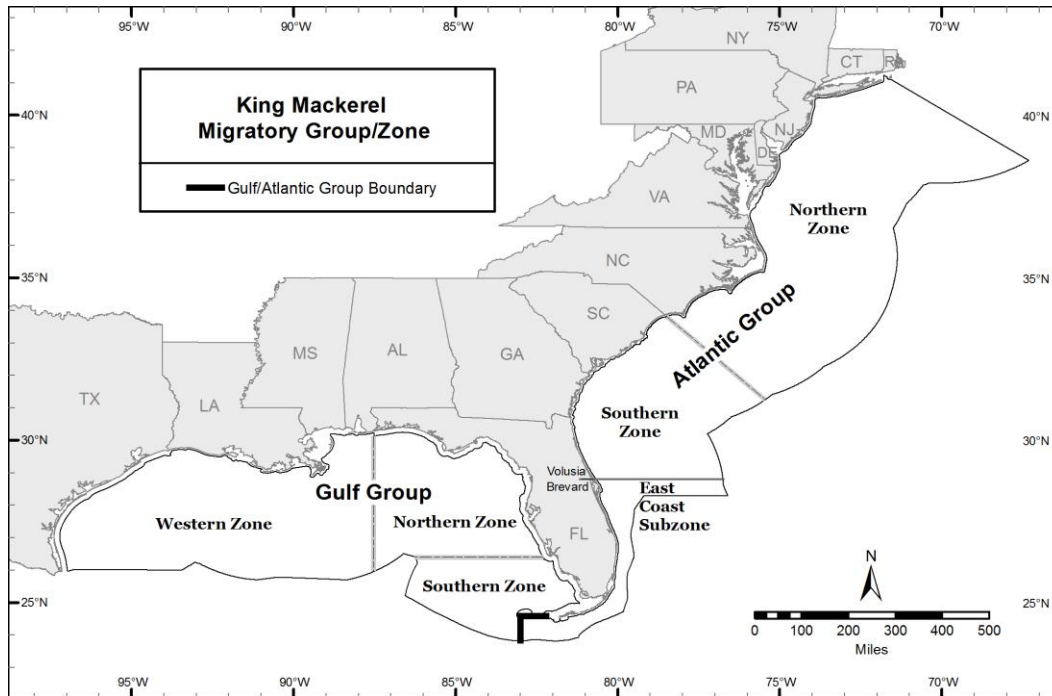 95°W 90°W 85°W 80°W 75°W 70°W
King Mackerel
Migratory Group/Zone
Gulf/Atlantic Group Boundary
NY
CT
RI
PA
40°N
40°N
MD
NJ
DE
VA
Northern
Zone
NC
35°N
35°N
SC
Atlantic Group
MS
AL
GA
TX
LA
Southern
Zone
30°N
30°N
Volusia
Brevard
East
Coast
Subzone
Gulf Group
Western Zone
Northern Zone
FL
Southern Zone
N
25°N
25°N
0 100 200 300 400 500
Miles
95°W 90°W 85°W 80°W 75°W 70°W